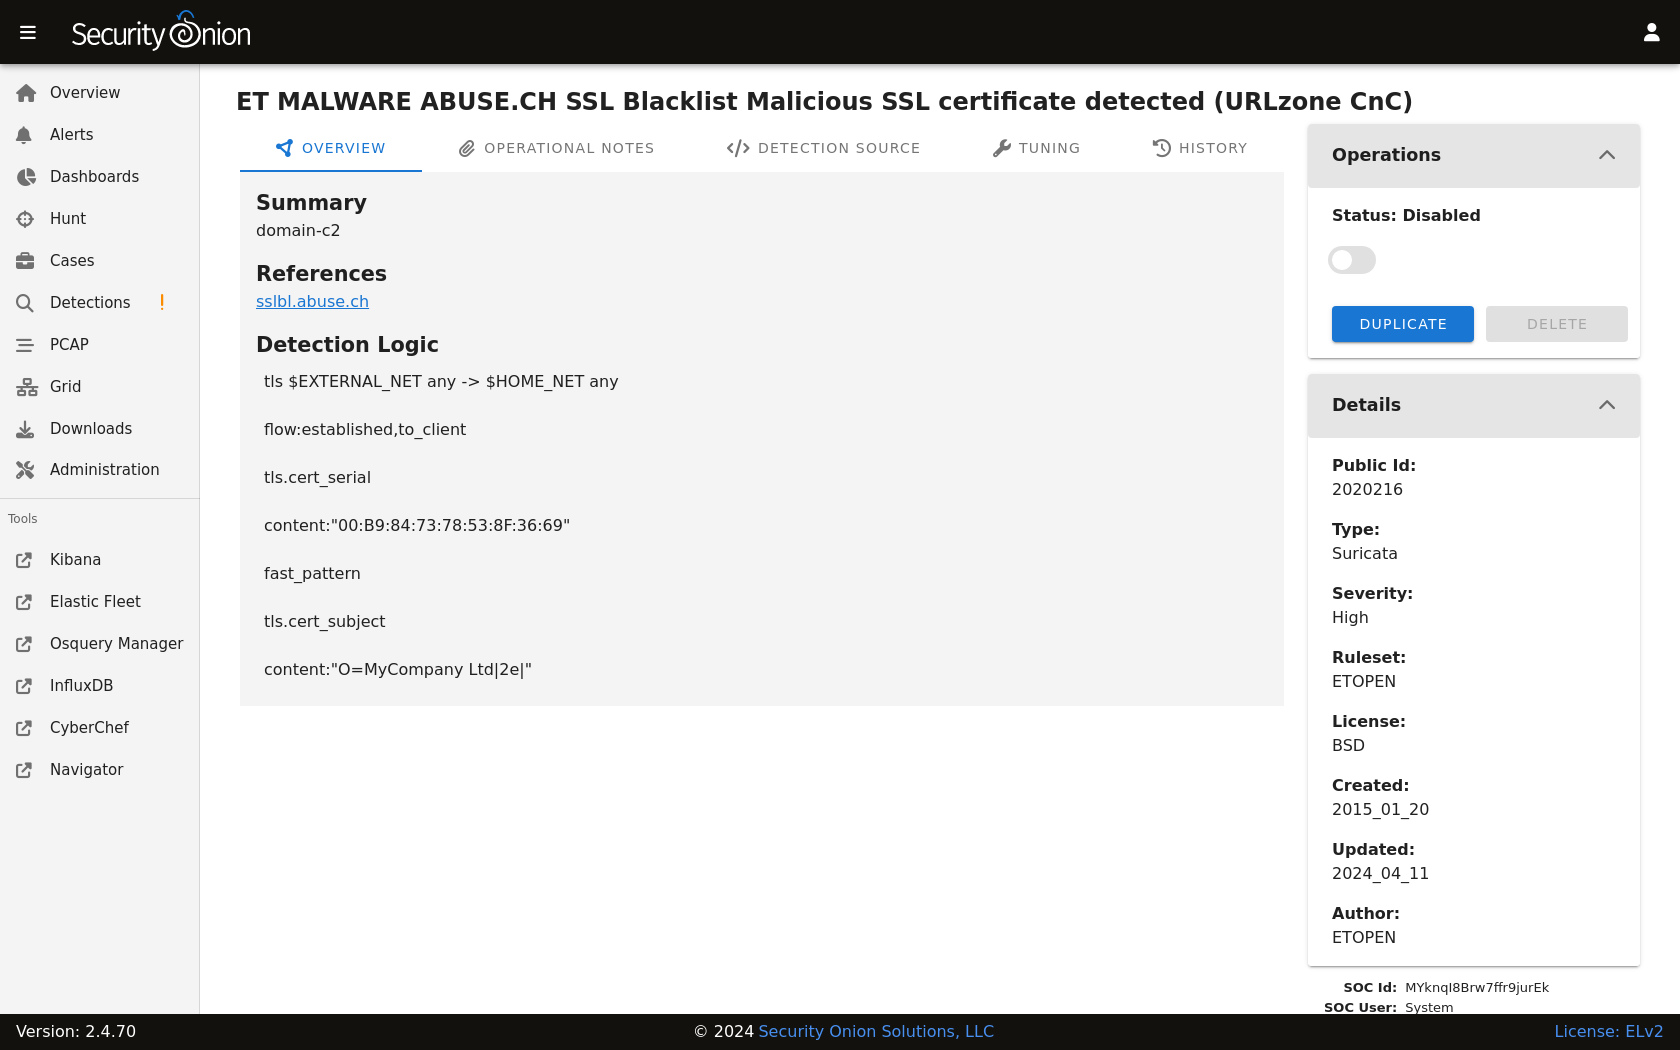 Security Onion
Overview
Alerts
Dashboards
Hunt
Cases
Detections !
PCAP
Grid
Downloads
Administration
Tools
Kibana
Elastic Fleet
Osquery Manager
InfluxDB
CyberChef
Navigator
ET MALWARE ABUSE.CH SSL Blacklist Malicious SSL certificate detected (URLzone CnC)
OVERVIEW OPERATIONAL NOTES DETECTION SOURCE TUNING HISTORY
Summary
domain-c2
References
sslbl.abuse.ch
Detection Logic
tls $EXTERNAL_NET any -> $HOME_NET any
flow:established,to_client
tls.cert_serial
content:"00:B9:84:73:78:53:8F:36:69"
fast_pattern
tls.cert_subject
content:"O=MyCompany Ltd|2e|"
Operations
Status: Disabled
DUPLICATE DELETE
Details
Public Id:
2020216
Type:
Suricata
Severity:
High
Ruleset:
ETOPEN
License:
BSD
Created:
2015_01_20
Updated:
2024_04_11
Author:
ETOPEN
SOC Id: MYknqI8Brw7ffr9jurEk
SOC User: System
Version: 2.4.70
© 2024 Security Onion Solutions, LLC
License: ELv2